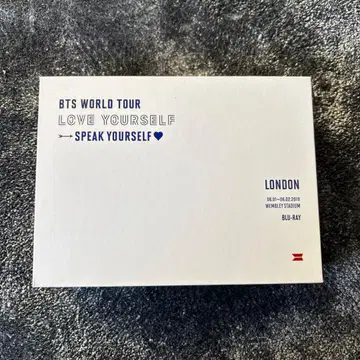 BTS WORLD TOUR
LOVE YOURSELF
SPEAK YOURSELF
LONDON
06.01—06.02 2019
WEMBLEY STADIUM
BLU-RAY